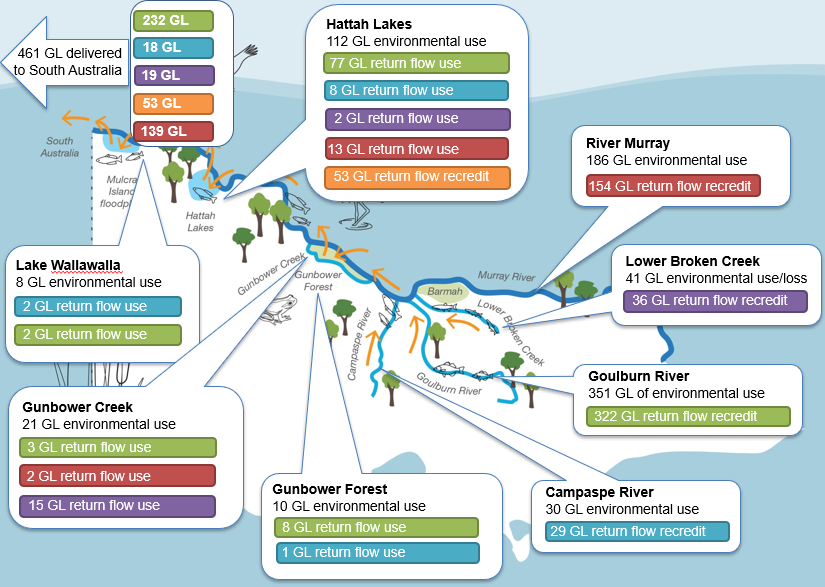 461 GL delivered
to South Australia
232 GL
18 GL
19 GL
53 GL
139 GL
Hattah Lakes
112 GL environmental use
77 GL return flow use
8 GL return flow use
2 GL return flow use
13 GL return flow use
53 GL return flow recredit
River Murray
186 GL environmental use
154 GL return flow recredit
South
Australia
Mulcra
Island
floodpl
Hattah
Lakes
Lake Wallawalla
8 GL environmental use
2 GL return flow use
2 GL return flow use
Gunbower Creek
Gunbower
Forest
Murray River
Barmah
Lower Broken Creek
Campaspe River
Goulburn River
Lower Broken Creek
41 GL environmental use/loss
36 GL return flow recredit
Goulburn River
351 GL of environmental use
322 GL return flow recredit
Gunbower Creek
21 GL environmental use
3 GL return flow use
2 GL return flow use
15 GL return flow use
Gunbower Forest
10 GL environmental use
8 GL return flow use
1 GL return flow use
Campaspe River
30 GL environmental use
29 GL return flow recredit